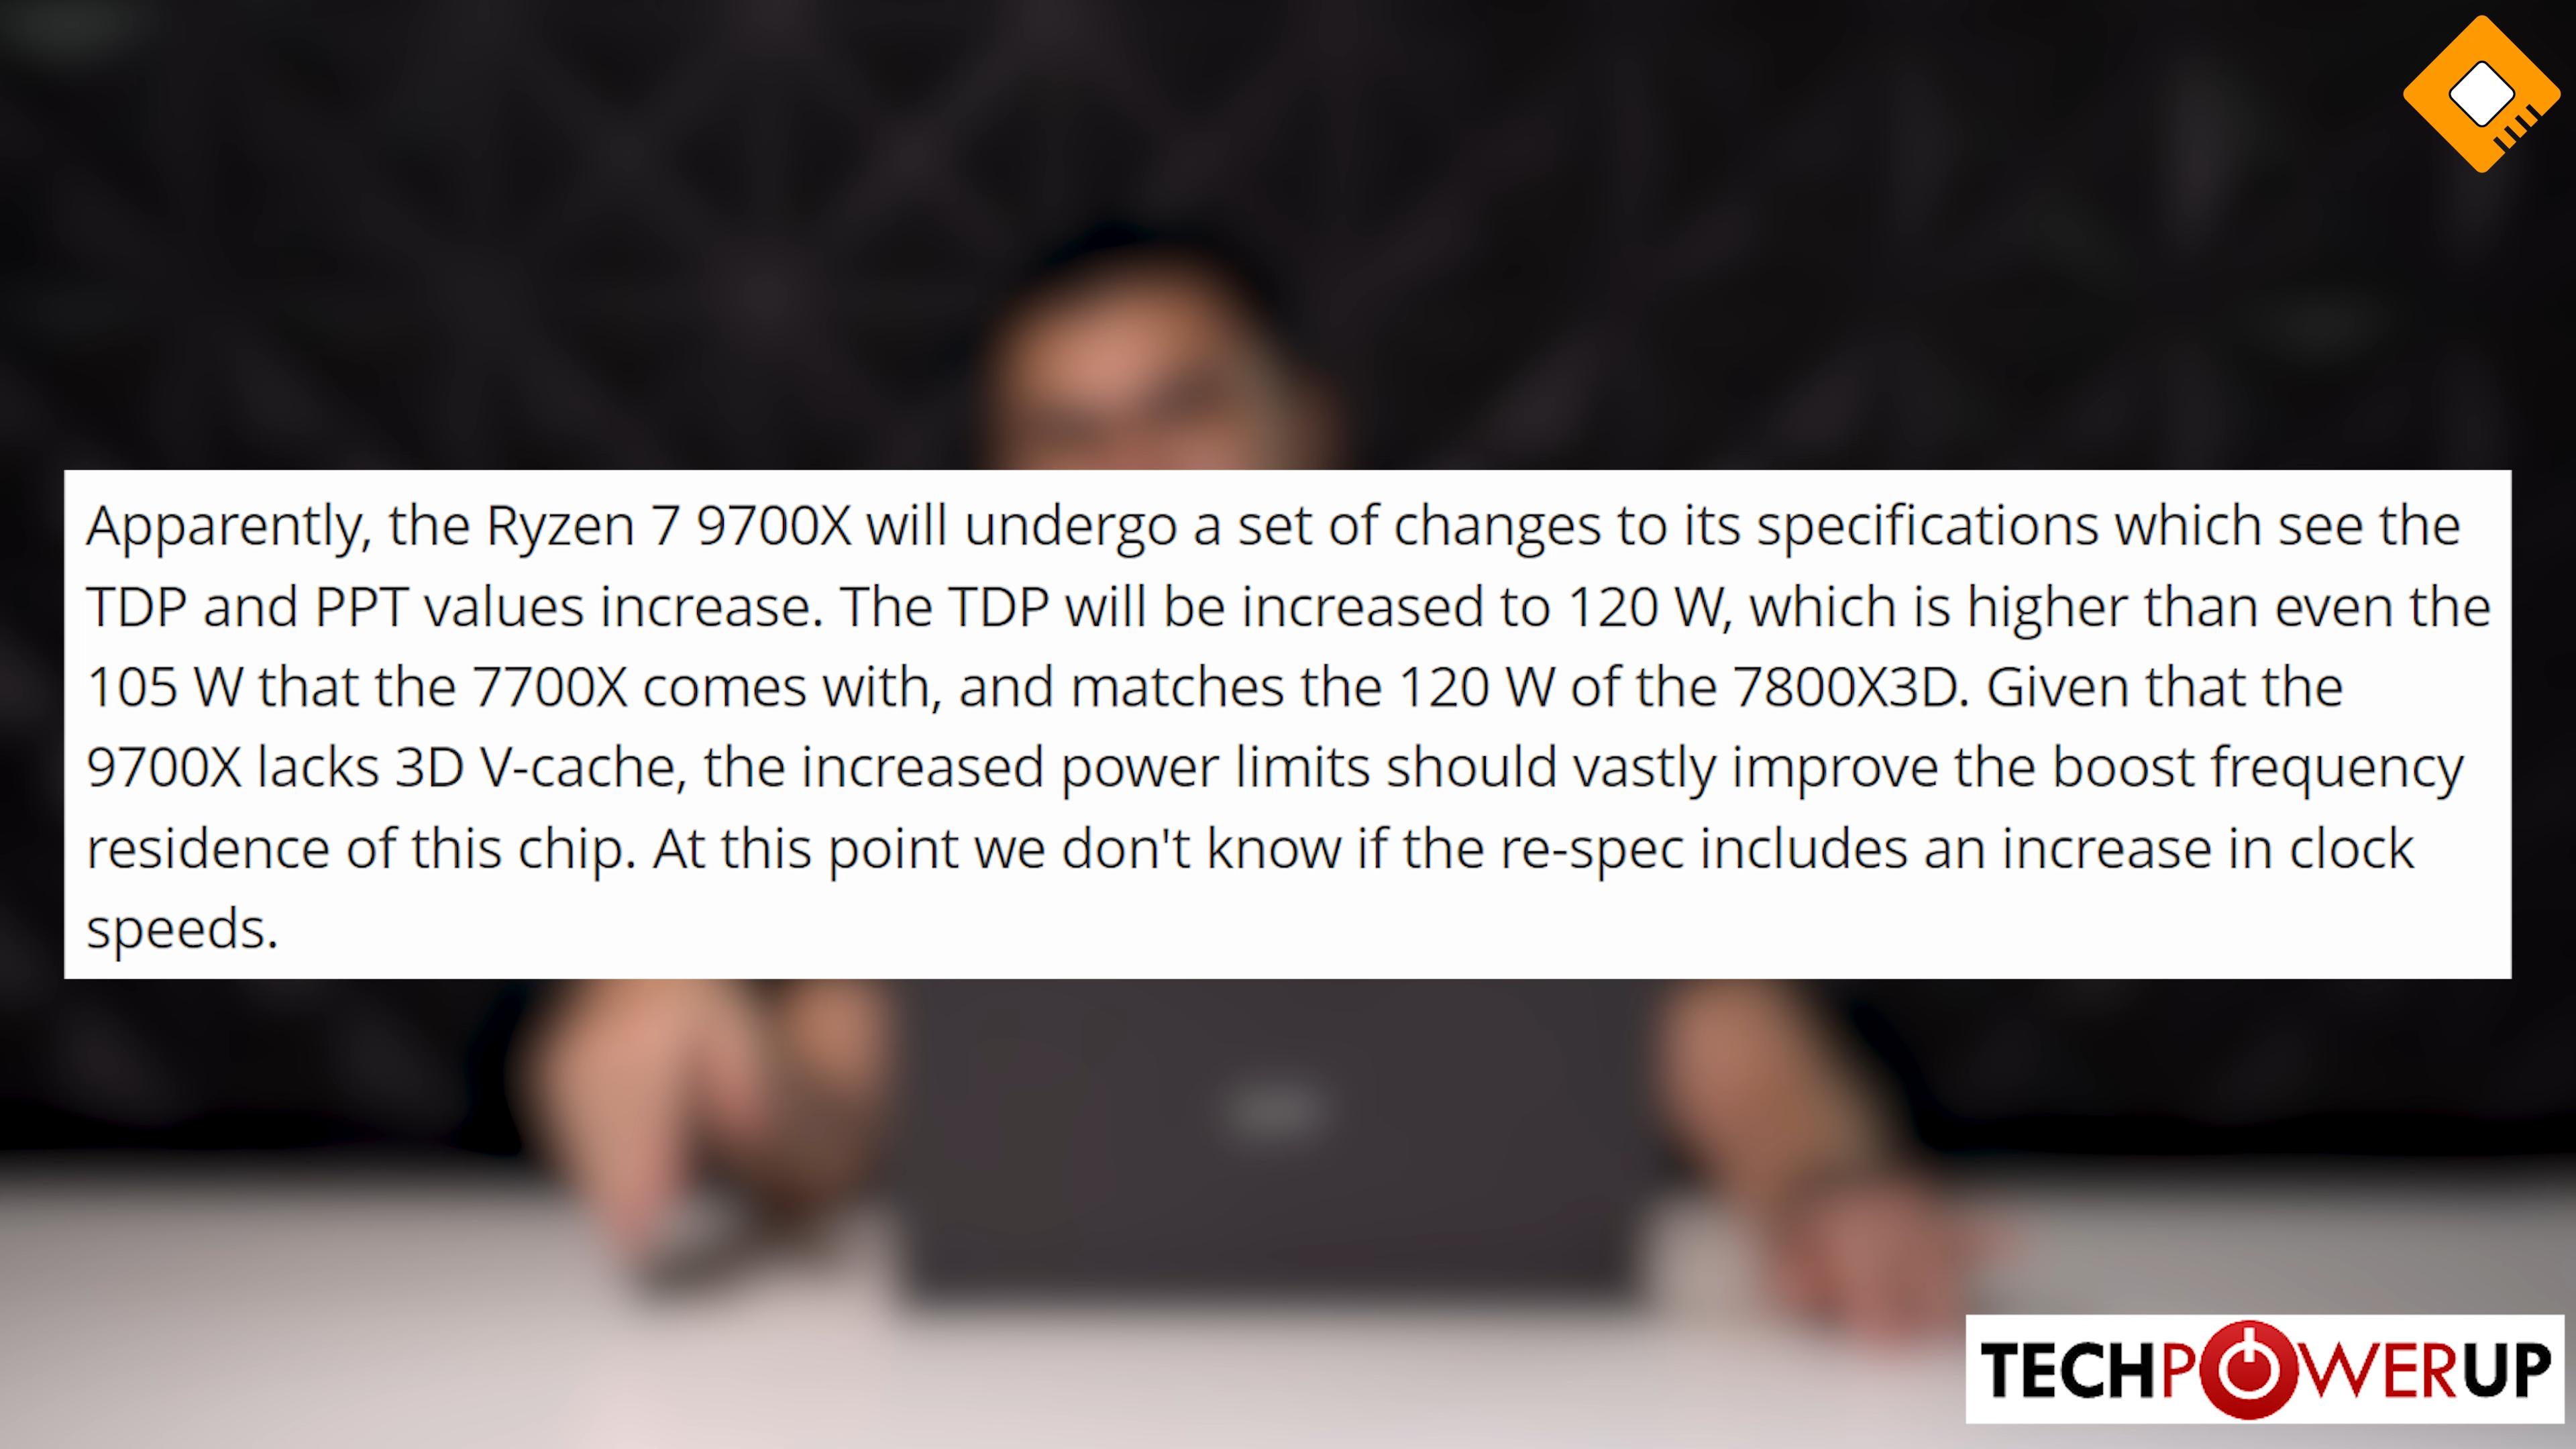 Apparently, the Ryzen 7 9700X will undergo a set of changes to its specifications which see the
TDP and PPT values increase. The TDP will be increased to 120 W, which is higher than even the
105 W that the 7700X comes with, and matches the 120 W of the 7800X3D. Given that the
9700X lacks 3D V-cache, the increased power limits should vastly improve the boost frequency
residence of this chip. At this point we don't know if the re-spec includes an increase in clock
speeds.
TECHPOWERUP